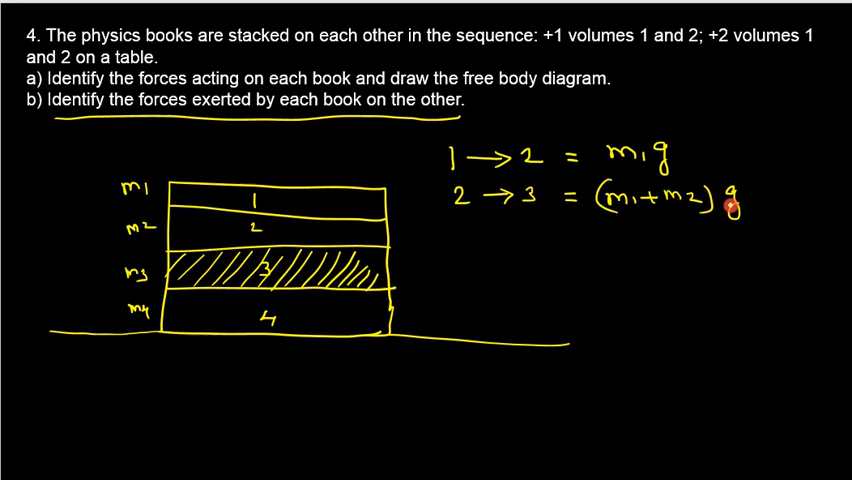 4. The physics books are stacked on each other in the sequence: +1 volumes 1 and 2; +2 volumes 1
and 2 on a table.
a) Identify the forces acting on each book and draw the free body diagram.
b) Identify the forces exerted by each book on the other.
1 → 2 = m1g
2 → 3 = (m1+m2) g
m1 1
m2 2
m3 3
m4 4